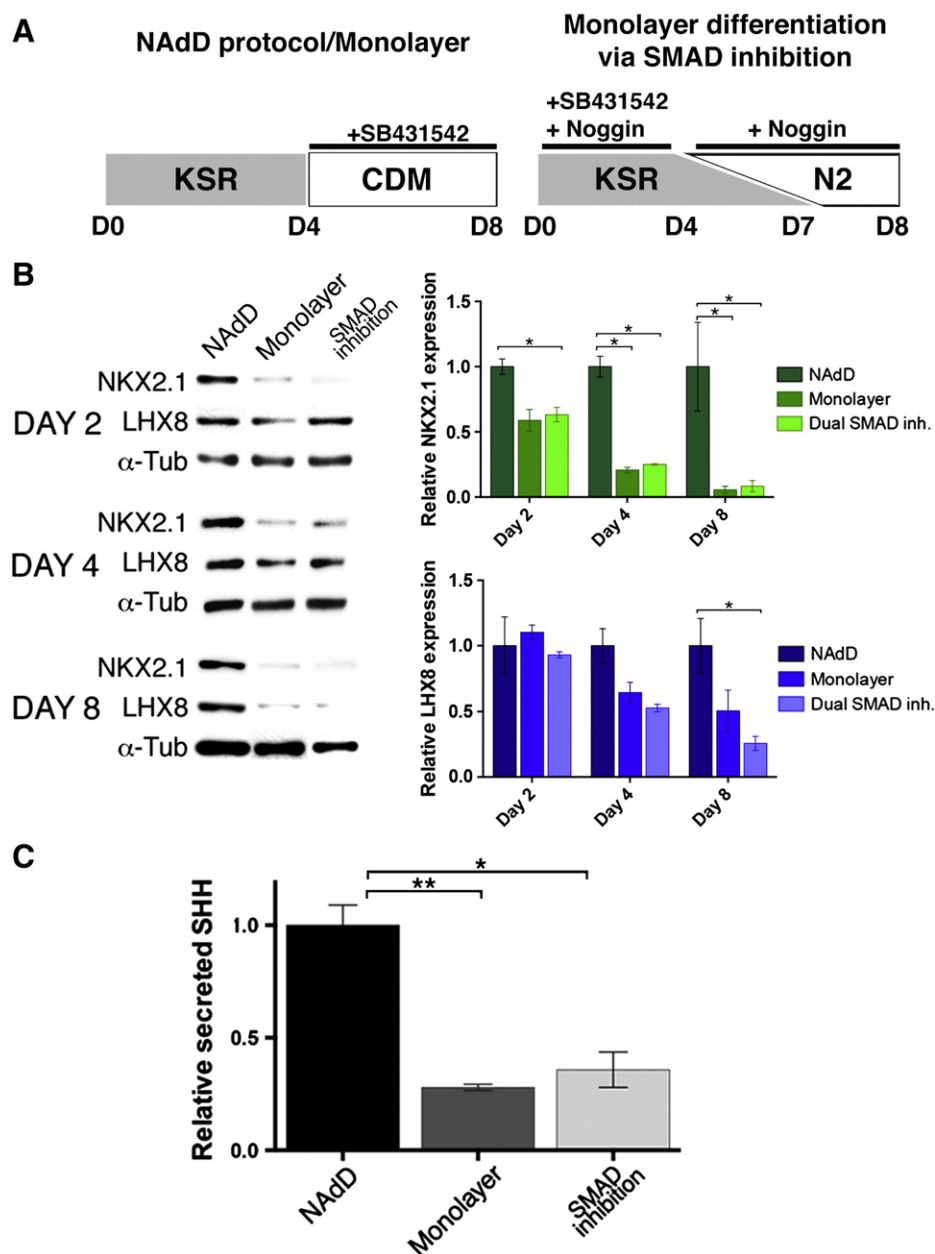 A
NAdD protocol/Monolayer
Monolayer differentiation
via SMAD inhibition
+SB431542
KSR
CDM
D0
D4
D8
+SB431542
+ Noggin
+ Noggin
KSR
N2
D0
D4
D7
D8
B
NAdD
Monolayer
SMAD
inhibition
DAY 2
NKX2.1
LHX8
α-Tub
DAY 4
NKX2.1
LHX8
α-Tub
DAY 8
NKX2.1
LHX8
α-Tub
Relative NKX2.1 expression
1.5
1.0
0.5
0.0
*
*
*
*
*
Day 2
Day 4
Day 8
NAdD
Monolayer
Dual SMAD inh.
Relative LHX8 expression
1.5
1.0
0.5
0.0
*
Day 2
Day 4
Day 8
NAdD
Monolayer
Dual SMAD inh.
C
Relative secreted SHH
1.0
0.5
0.0
*
**
NAdD
Monolayer
SMAD
inhibition